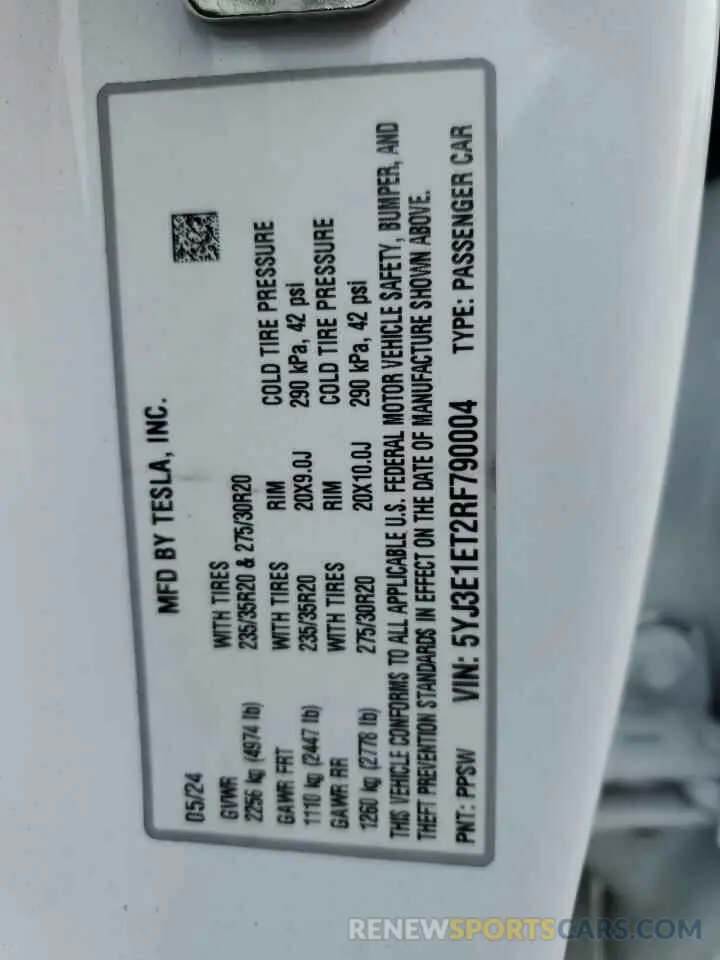 MFD BY TESLA, INC.
05/24
GVWR WITH TIRES
2256 kg (4974 lb) 235/35R20 & 275/30R20
GAWR FRT WITH TIRES RIM COLD TIRE PRESSURE
1110 kg (2447 lb) 235/35R20 20X9.0J 290 kPa, 42 psi
GAWR RR WITH TIRES RIM COLD TIRE PRESSURE
1260 kg (2778 lb) 275/30R20 20X10.0J 290 kPa, 42 psi
THIS VEHICLE CONFORMS TO ALL APPLICABLE U.S. FEDERAL MOTOR VEHICLE SAFETY, BUMPER, AND
THEFT PREVENTION STANDARDS IN EFFECT ON THE DATE OF MANUFACTURE SHOWN ABOVE.
PNT: PPSW VIN: 5YJ3E1ET2RF790004 TYPE: PASSENGER CAR
RENEWSPORTSCARS.COM